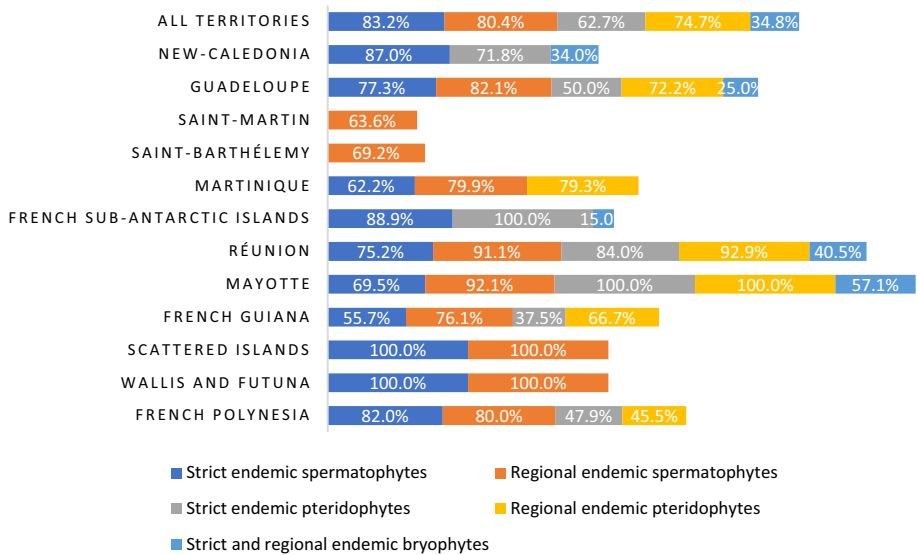 ALL TERRITORIES 83.2% 80.4% 62.7% 74.7% 34.8%
NEW-CALEDONIA 87.0% 71.8% 34.0%
GUADELOUPE 77.3% 82.1% 50.0% 72.2% 25.0%
SAINT-MARTIN 63.6%
SAINT-BARTHÉLEMY 69.2%
MARTINIQUE 62.2% 79.9% 79.3%
FRENCH SUB-ANTARCTIC ISLANDS 88.9% 100.0% 15.0
RÉUNION 75.2% 91.1% 84.0% 92.9% 40.5%
MAYOTTE 69.5% 92.1% 100.0% 100.0% 57.1%
FRENCH GUIANA 55.7% 76.1% 37.5% 66.7%
SCATTERED ISLANDS 100.0% 100.0%
WALLIS AND FUTUNA 100.0% 100.0%
FRENCH POLYNESIA 82.0% 80.0% 47.9% 45.5%
Strict endemic spermatophytes Regional endemic spermatophytes
Strict endemic pteridophytes Regional endemic pteridophytes
Strict and regional endemic bryophytes